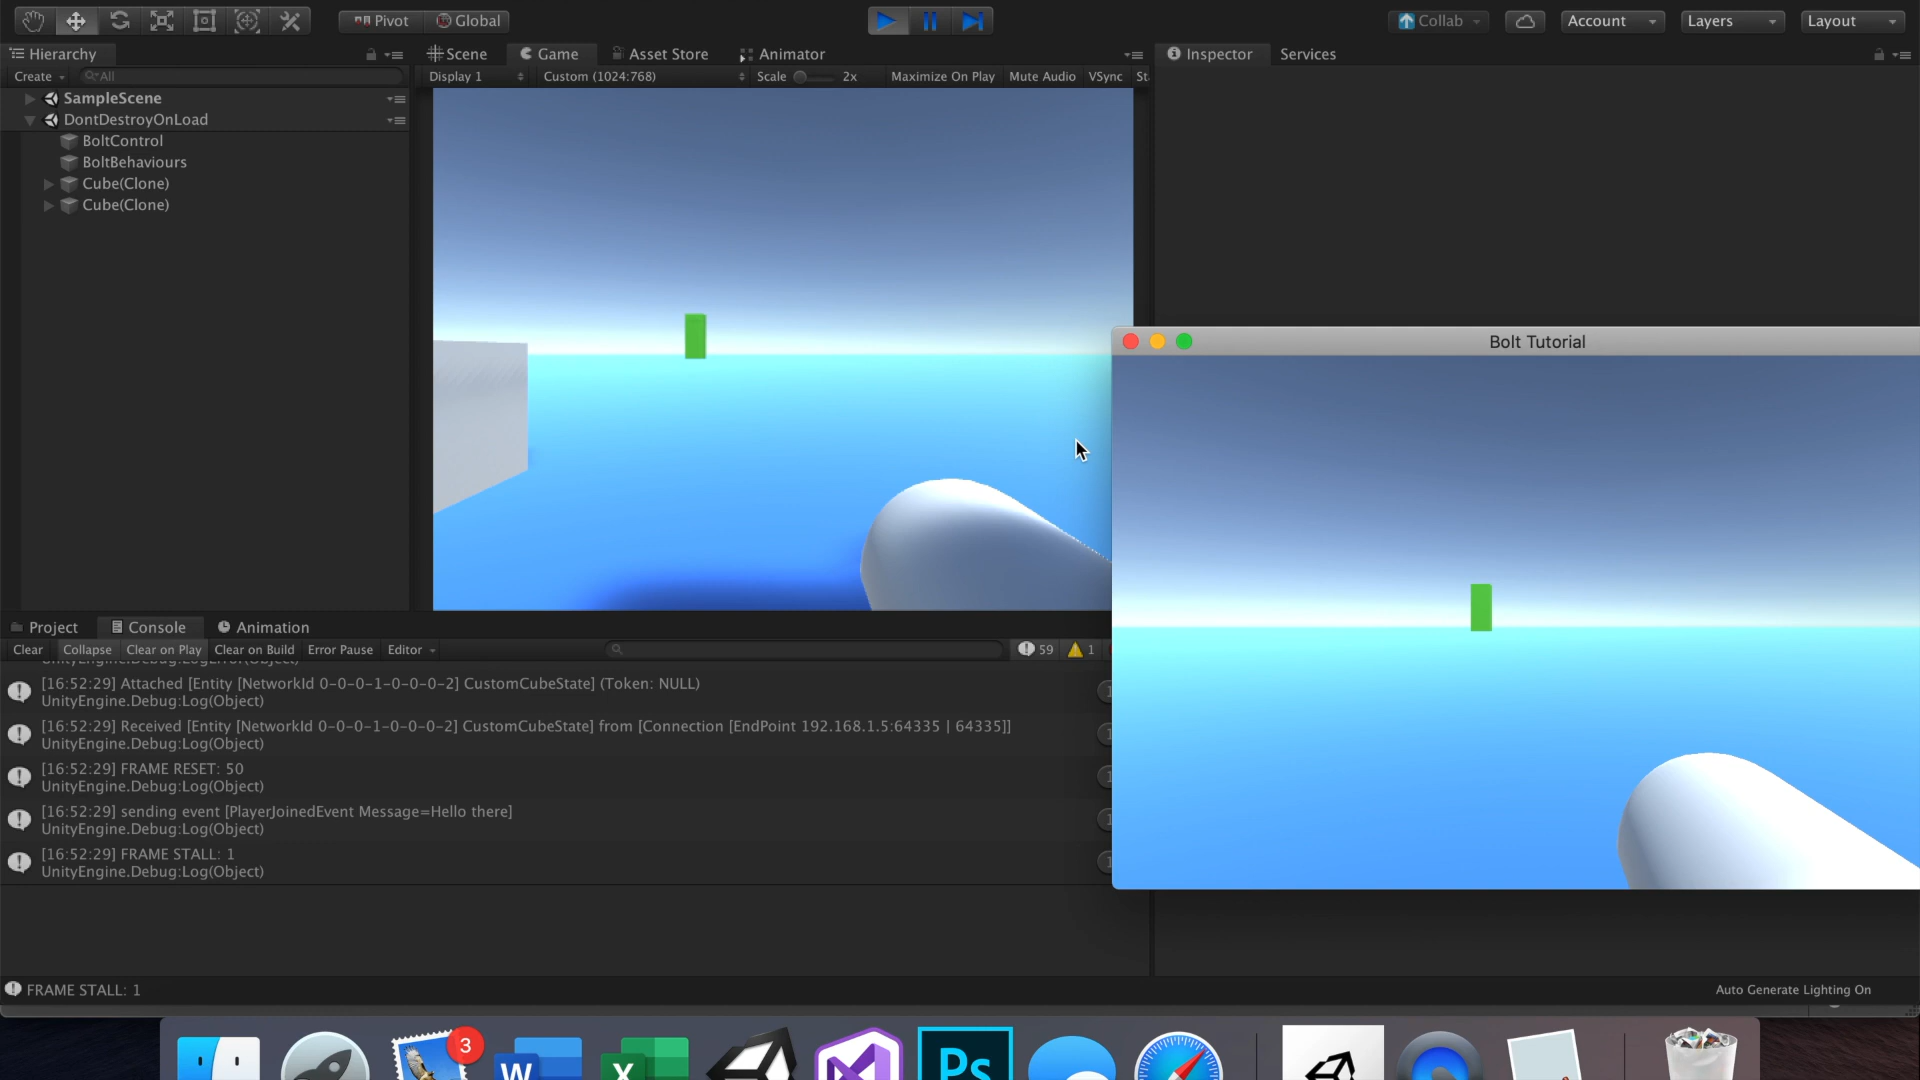 Pivot Global Collab Account Layers Layout
Hierarchy Scene Game Asset Store Animator Inspector Services
Create All Display 1 Custom (1024:768) Scale 2x Maximize On Play Mute Audio VSync St
SampleScene
DontDestroyOnLoad
BoltControl
BoltBehaviours
Cube(Clone)
Cube(Clone)
Bolt Tutorial
Project Console Animation
Clear Collapse Clear on Play Clear on Build Error Pause Editor 59 1
UnityEngine.Debug:LogError(Object)
[16:52:29] Attached [Entity [NetworkId 0-0-0-1-0-0-0-2] CustomCubeState] (Token: NULL)
UnityEngine.Debug:Log(Object)
[16:52:29] Received [Entity [NetworkId 0-0-0-1-0-0-0-2] CustomCubeState] from [Connection [EndPoint 192.168.1.5:64335 | 64335]]
UnityEngine.Debug:Log(Object)
[16:52:29] FRAME RESET: 50
UnityEngine.Debug:Log(Object)
[16:52:29] sending event [PlayerJoinedEvent Message=Hello there]
UnityEngine.Debug:Log(Object)
[16:52:29] FRAME STALL: 1
UnityEngine.Debug:Log(Object)
FRAME STALL: 1
Auto Generate Lighting On
3
W X Ps